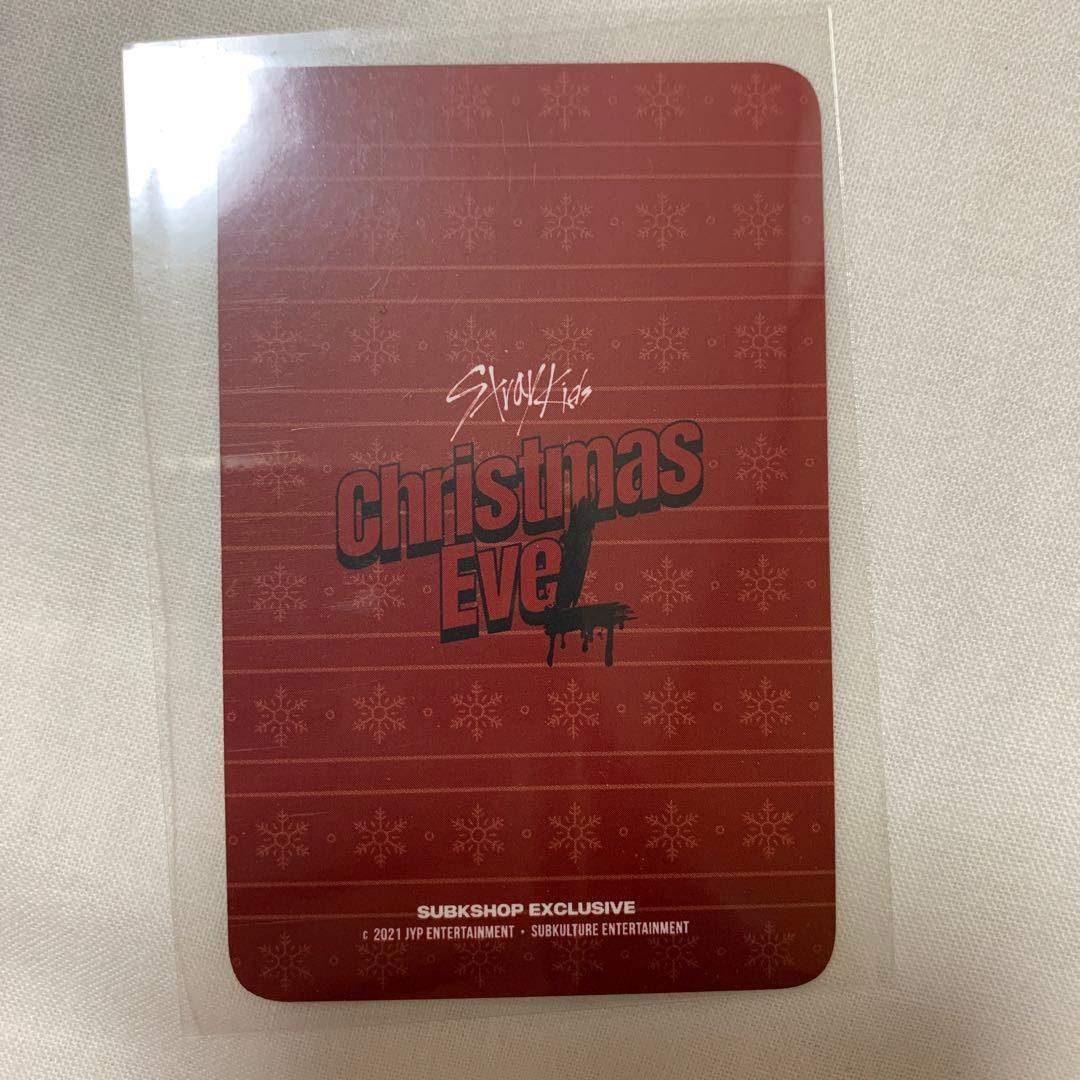 Stray Kids
Christmas
EveL
SUBKSHOP EXCLUSIVE
c 2021 JYP ENTERTAINMENT • SUBKULTURE ENTERTAINMENT